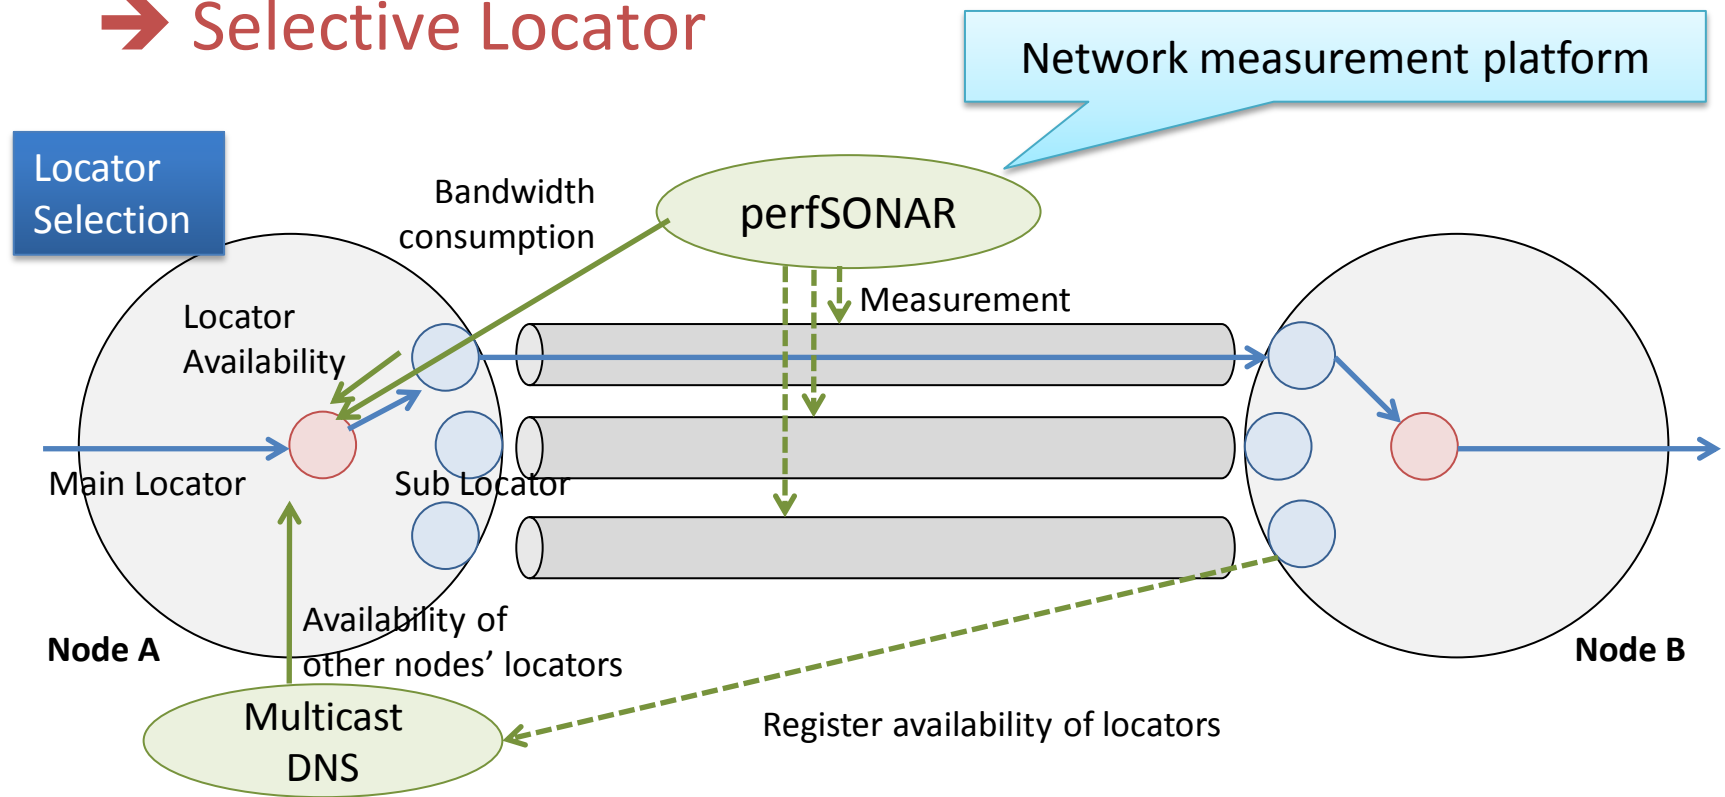 ➔ Selective Locator
Network measurement platform
Locator
Selection
Bandwidth
consumption
perfSONAR
Locator
Availability
Measurement
Main Locator
Sub Locator
Availability of
other nodes’ locators
Node A
Node B
Multicast
DNS
Register availability of locators